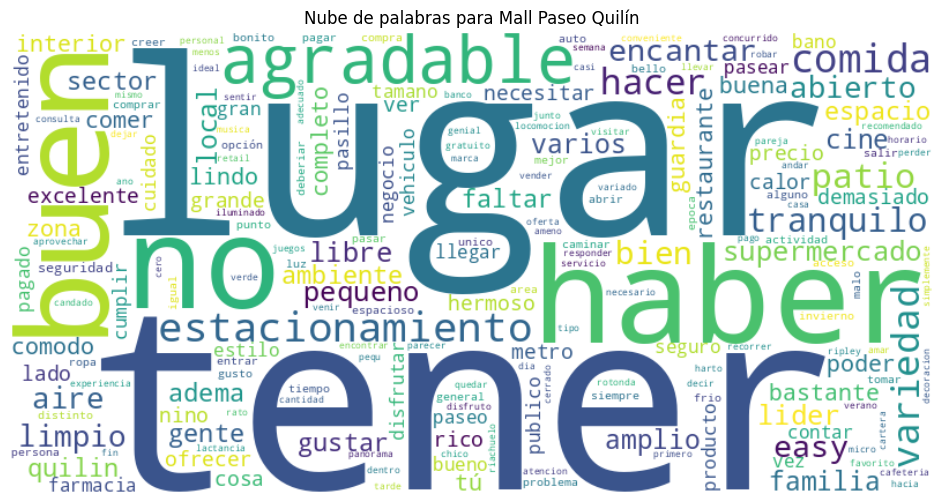 Nube de palabras para Mall Paseo Quilín
interior personal creer bonito pagar compra auto semana concurrido bano
menos agradable casi encantar conveniente robar comida
entretenido sector ideal tamano necesitar hacer bello pasear llevar
mismo sentir gran ver banco adecuado buena abierto
comer comprar local completo pasillo junto locomocion visitar guardia pareja recomendado
consulta dejar musica opción deberiar genial gratuito varios restaurante espacio
buen lugar cuidado lindo negocio vehiculo marca mejor cine horario
excelente retail vender variado precio salir perder
ano grande faltar abrir calor andar patio
zona iluminado punto oferta epoca alguno casa demasiado
aprovechar no juegos pasar unico ameno tranquilo
pagado seguridad cero libre llegar caminar bien pago actividad
cumplir luz ambiente responder servicio haber supermercado
candado igual verde pequeno espacioso area necesario acceso malo
venir hermoso tipo invierno simplemente
estacionamiento variedad
comodo estilo encontrar parecer metro seguro recorrer ripley amar
ropa entrar pequ disfrutar dia harto poder decoracion
lado experiencia gusto quedar rotonda decir tomar
aire adema tiempo general publico cerrado siempre frio bastante
distinto nino rato cantidad disfruto paseo producto lider verano cartera
limpio gente lactancia gustar panorama chico rico riachuelo amplio primero contar micro easy
persona fin ofrecer bueno atencion vez favorito
quilin cosa tener dentro tú problema familia cafeteria
farmacia tarde hacia